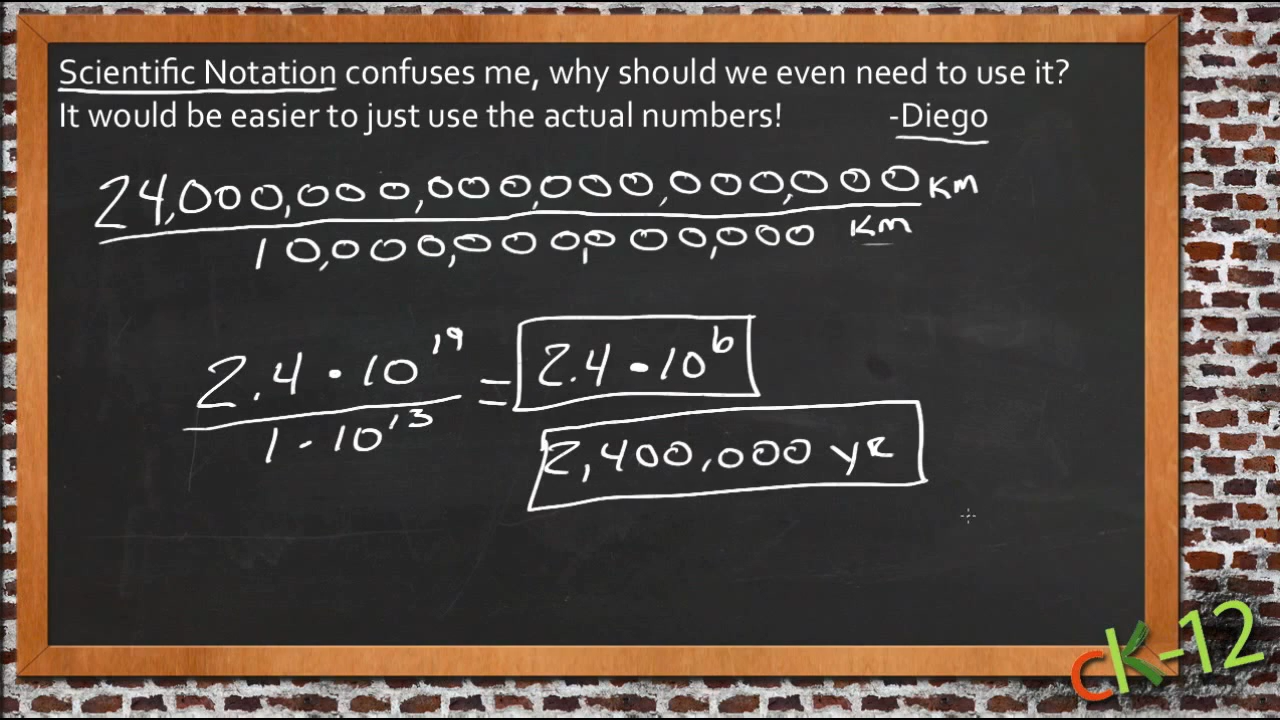 Scientific Notation confuses me, why should we even need to use it?
It would be easier to just use the actual numbers! -Diego
24,000,000,000,000,000,000 KM
10,000,000,000,000 KM
2.4 · 10^19
1 · 10^13
= 2.4 · 10^6
2,400,000 yr
CK-12